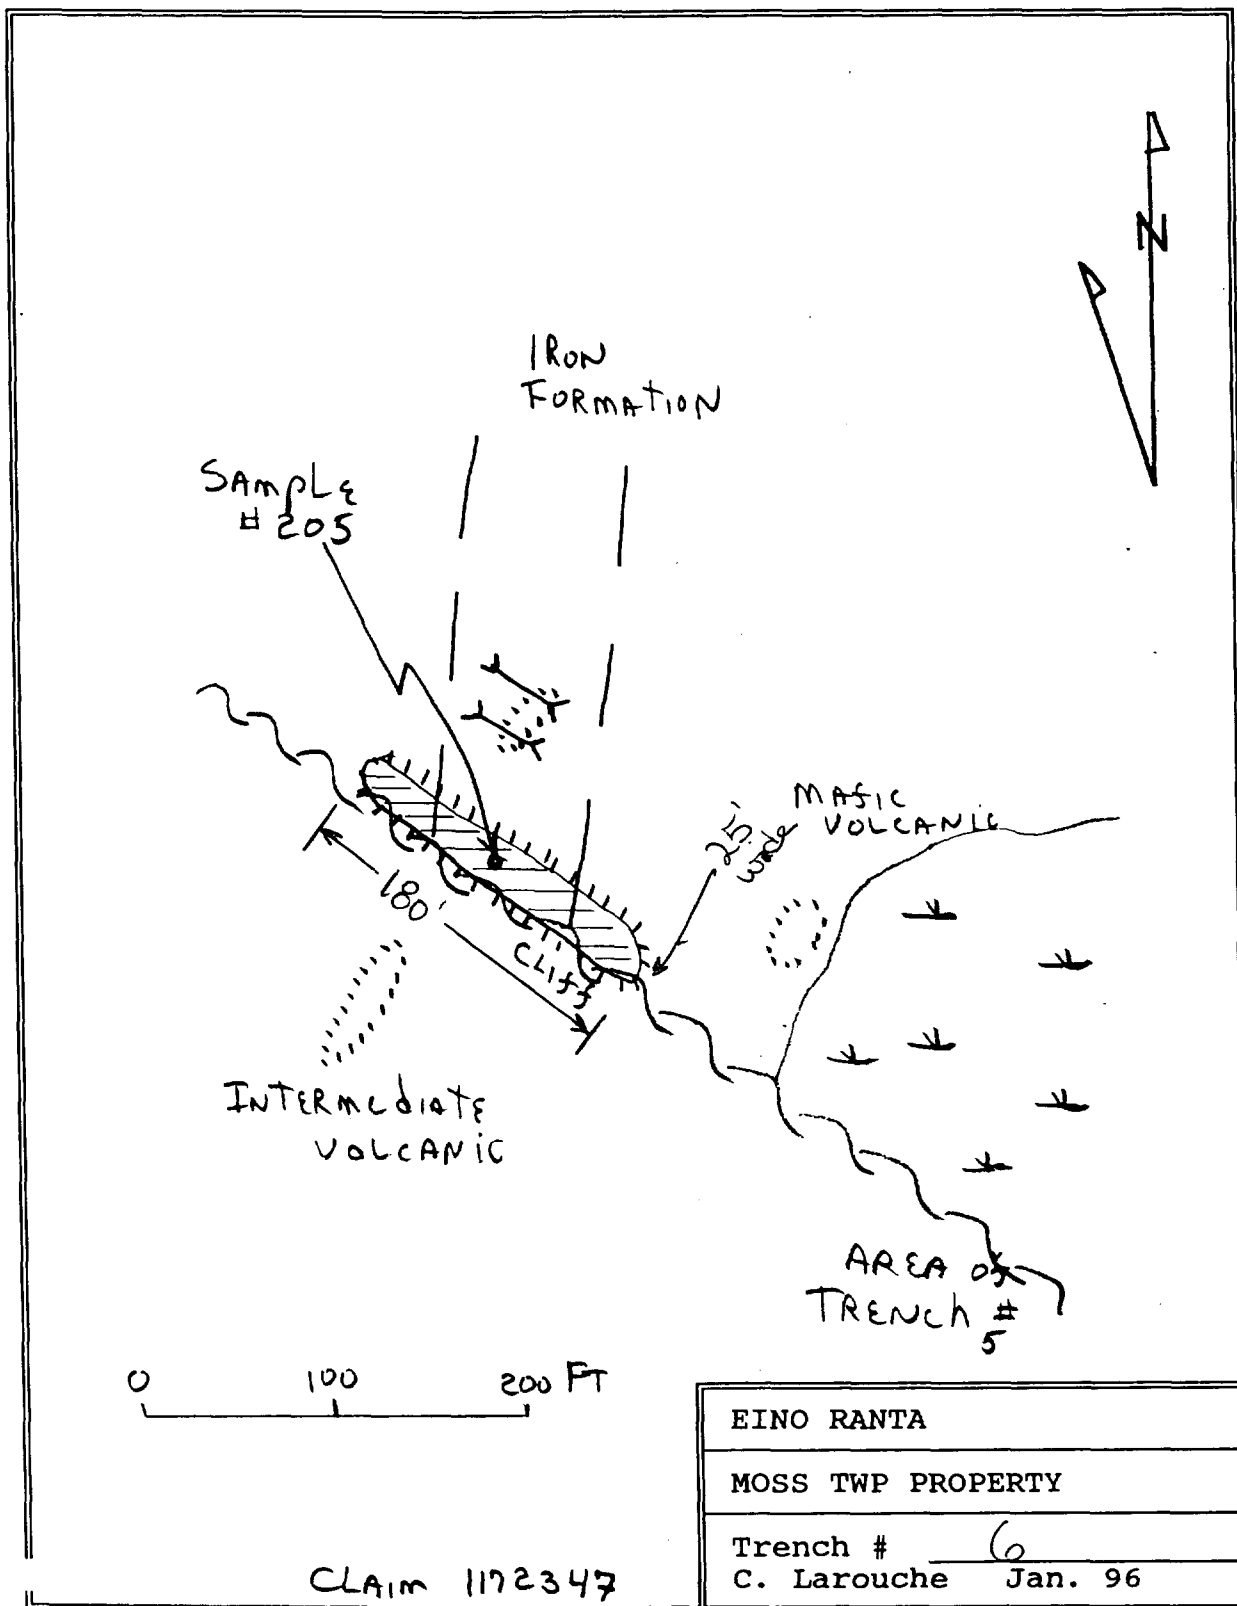 N
IRON
FORMATION
SAMPLE
# 205
MAFIC
VOLCANIC
25'
wide
180'
CLIFF
INTERMEDIATE
VOLCANIC
AREA of
TRENCH #
5
0 100 200 FT
EINO RANTA
MOSS TWP PROPERTY
Trench # 6
C. Larouche Jan. 96
CLAIM 1172347